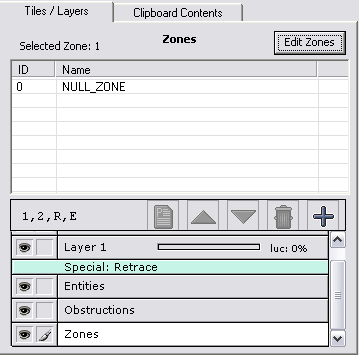 Tiles / Layers
Clipboard Contents
Selected Zone: 1
Zones
Edit Zones
ID Name
0 NULL_ZONE
1,2,R,E
Layer 1 luc: 0%
Special: Retrace
Entities
Obstructions
Zones